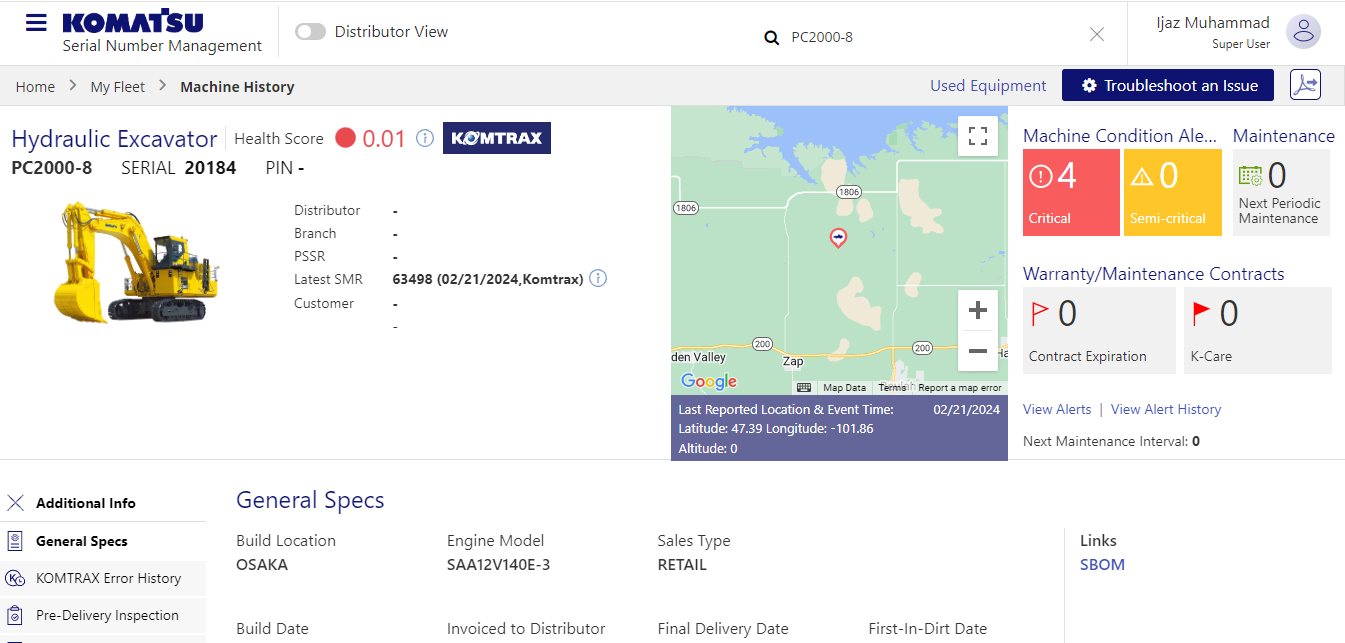 KOMATSU
Serial Number Management
Distributor View
PC2000-8
Ijaz Muhammad
Super User
Home > My Fleet > Machine History
Used Equipment
Troubleshoot an Issue
Hydraulic Excavator
Health Score 0.01
KOMTRAX
PC2000-8 SERIAL 20184 PIN -
Distributor -
Branch -
PSSR -
Latest SMR 63498 (02/21/2024,Komtrax)
Customer -
-
1806
1806
200
200
den Valley
Zap
Ha
Google
Map Data
Terms
Report a map error
Last Reported Location & Event Time: 02/21/2024
Latitude: 47.39 Longitude: -101.86
Altitude: 0
Machine Condition Ale...
4
Critical
0
Semi-critical
Maintenance
0
Next Periodic
Maintenance
Warranty/Maintenance Contracts
0
Contract Expiration
0
K-Care
View Alerts | View Alert History
Next Maintenance Interval: 0
Additional Info
General Specs
KOMTRAX Error History
Pre-Delivery Inspection
General Specs
Build Location
OSAKA
Engine Model
SAA12V140E-3
Sales Type
RETAIL
Build Date
Invoiced to Distributor
Final Delivery Date
First-In-Dirt Date
Links
SBOM